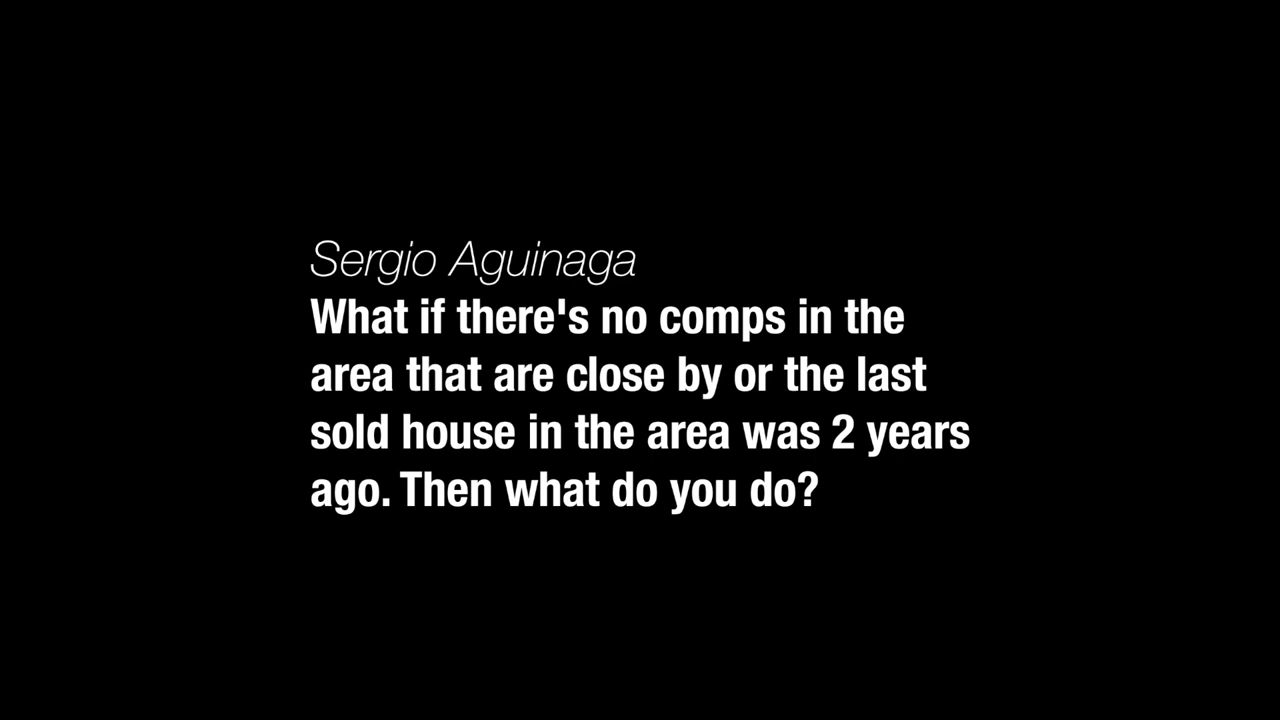 Sergio Aguinaga
What if there's no comps in the
area that are close by or the last
sold house in the area was 2 years
ago. Then what do you do?